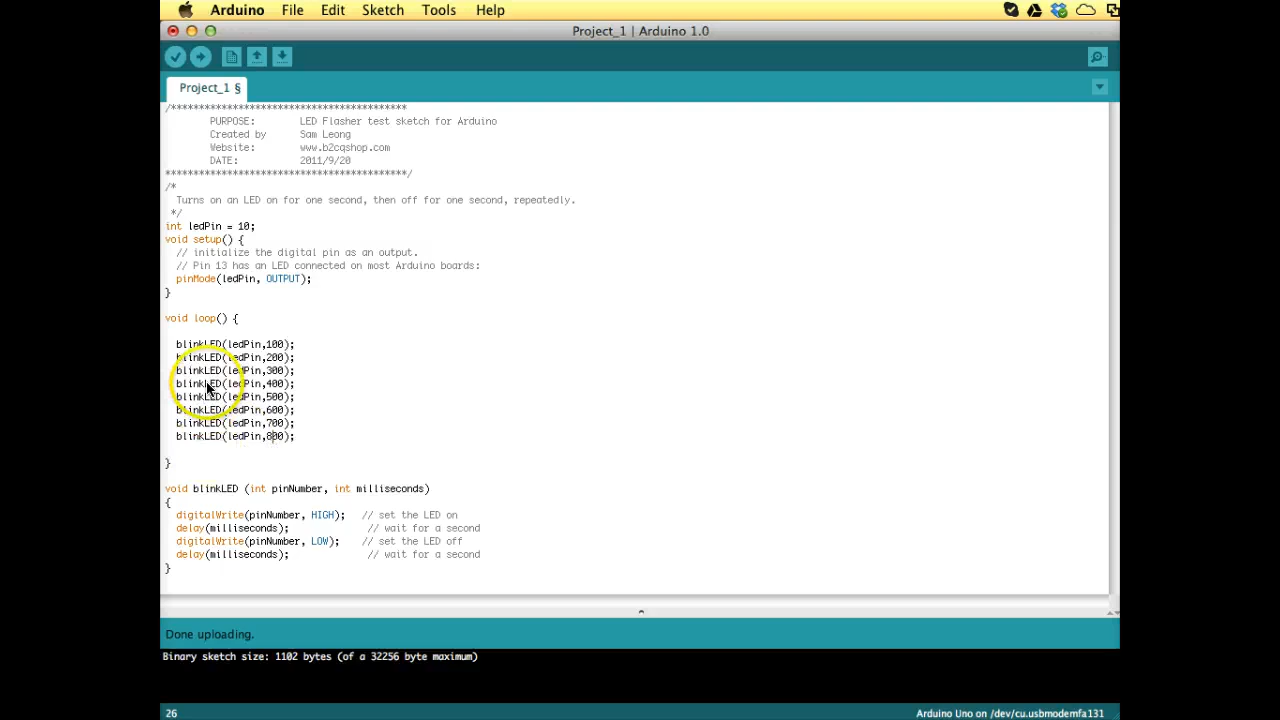 Arduino File Edit Sketch Tools Help
Project_1 | Arduino 1.0
Project_1 §
/******************************************
PURPOSE: LED Flasher test sketch for Arduino
Created by Sam Leong
Website: www.b2cqshop.com
DATE: 2011/9/20
*******************************************/
/*
Turns on an LED on for one second, then off for one second, repeatedly.
*/
int ledPin = 10;
void setup() {
// initialize the digital pin as an output.
// Pin 13 has an LED connected on most Arduino boards:
pinMode(ledPin, OUTPUT);
}
void loop() {
blinkLED(ledPin,100);
blinkLED(ledPin,200);
blinkLED(ledPin,300);
blinkLED(ledPin,400);
blinkLED(ledPin,500);
blinkLED(ledPin,600);
blinkLED(ledPin,700);
blinkLED(ledPin,800);
}
void blinkLED (int pinNumber, int milliseconds)
{
digitalWrite(pinNumber, HIGH); // set the LED on
delay(milliseconds); // wait for a second
digitalWrite(pinNumber, LOW); // set the LED off
delay(milliseconds); // wait for a second
}
Done uploading.
Binary sketch size: 1102 bytes (of a 32256 byte maximum)
26 Arduino Uno on /dev/cu.usbmodemfa131